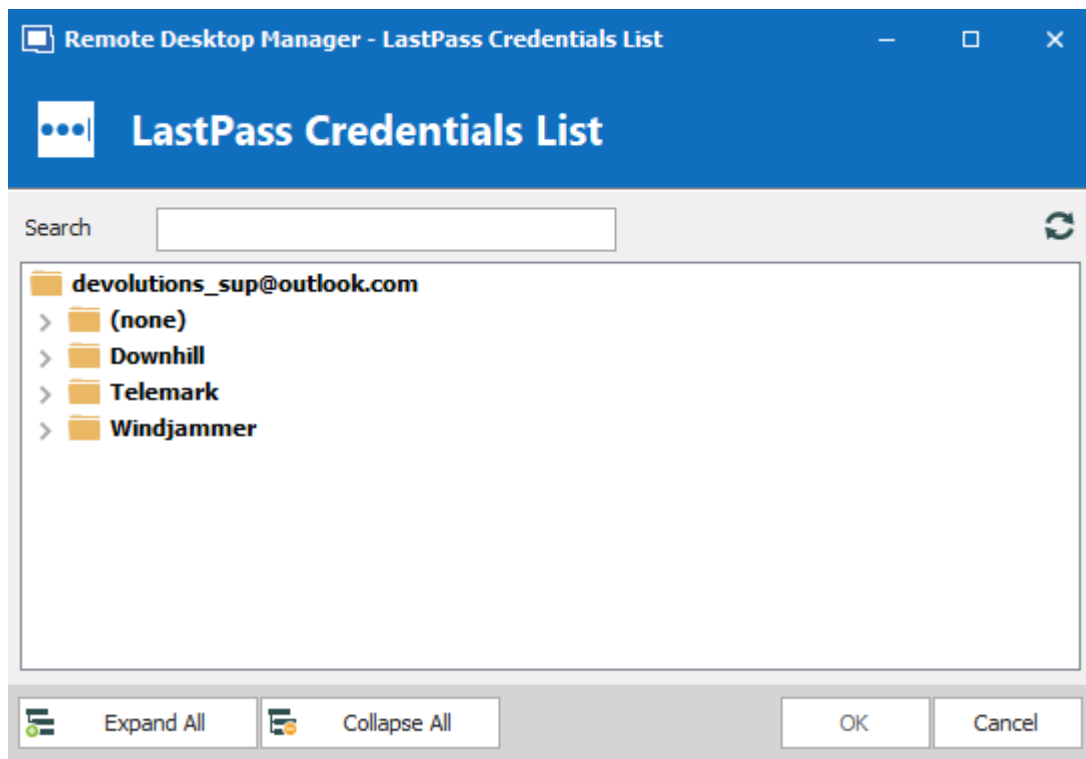 Remote Desktop Manager - LastPass Credentials List
LastPass Credentials List
Search
devolutions_sup@outlook.com
(none)
Downhill
Telemark
Windjammer
Expand All Collapse All OK Cancel